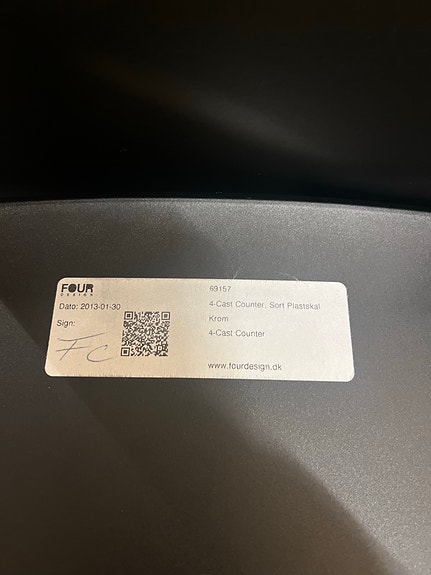 FOUR
DESIGN
Dato: 2013-01-30
Sign:
FC
69157
4-Cast Counter, Sort Plastskal
Krom
4-Cast Counter
www.fourdesign.dk